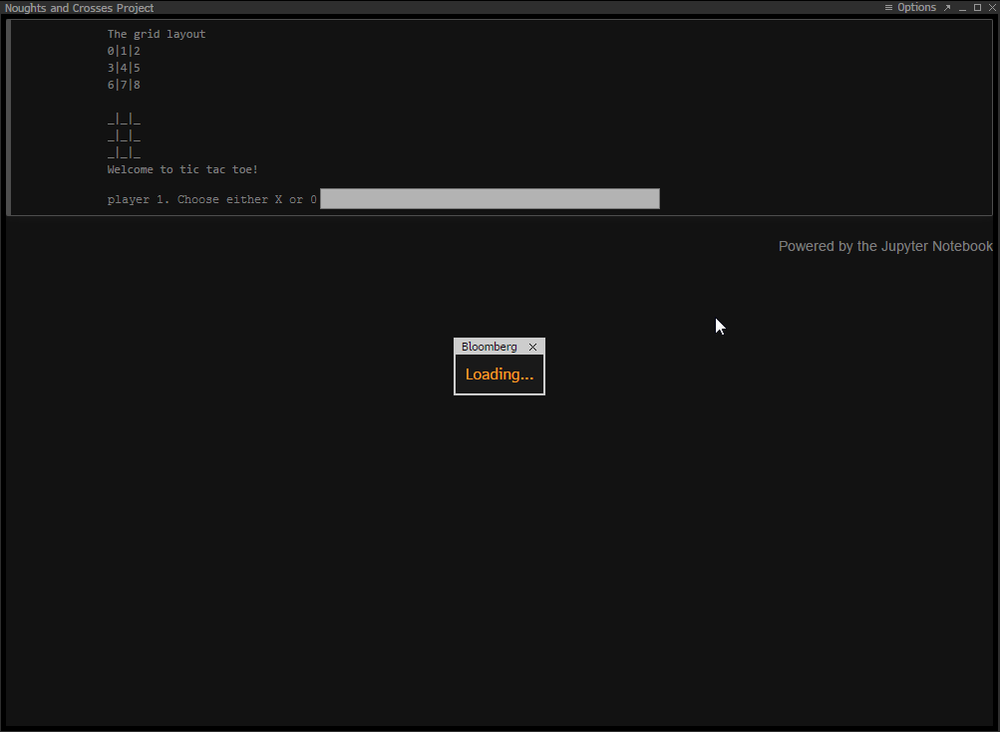 Noughts and Crosses Project
Options
The grid layout
0|1|2
3|4|5
6|7|8
_|_|_
_|_|_
_|_|_
Welcome to tic tac toe!
player 1. Choose either X or O
Powered by the Jupyter Notebook
Bloomberg
Loading...